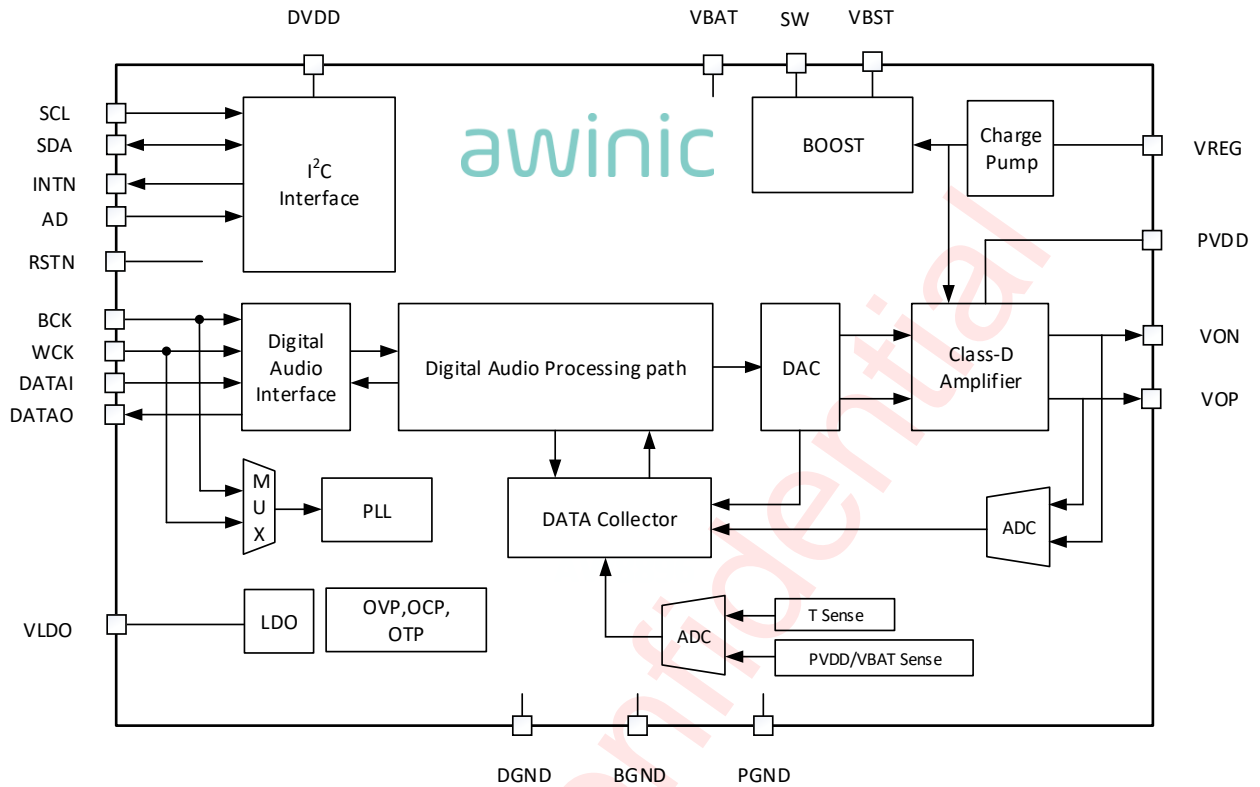 DVDD
VBAT
SW
VBST
SCL
SDA
INTN
AD
RSTN
I²C
Interface
awinic
BOOST
Charge
Pump
VREG
PVDD
BCK
WCK
DATAI
DATAO
Digital
Audio
Interface
Digital Audio Processing path
DAC
Class-D
Amplifier
VON
VOP
M
U
X
PLL
DATA Collector
ADC
VLDO
LDO
OVP,OCP,
OTP
ADC
T Sense
PVDD/VBAT Sense
DGND
BGND
PGND
confidential